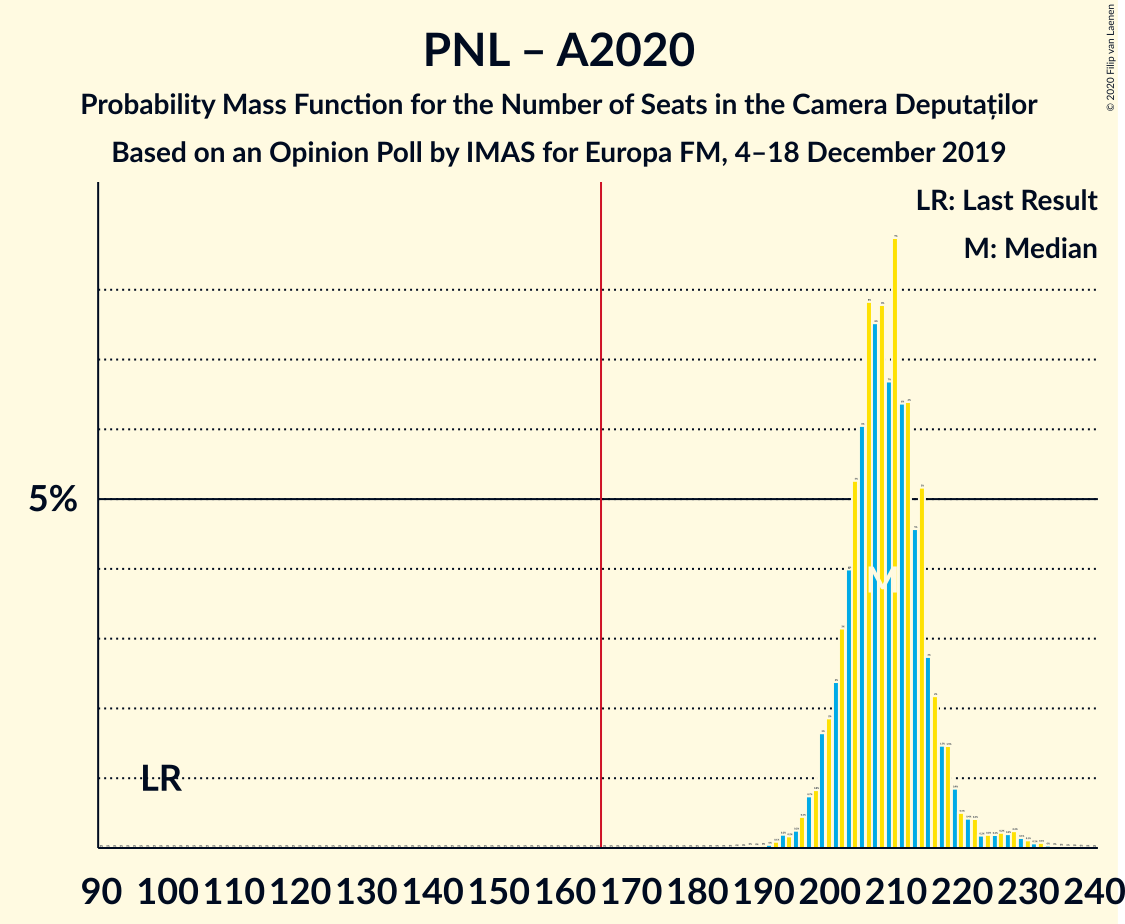 PNL – A2020
Probability Mass Function for the Number of Seats in the Camera Deputaților
Based on an Opinion Poll by IMAS for Europa FM, 4–18 December 2019
© 2020 Filip van Laenen
LR: Last Result
M: Median
5%
M
LR
90 100 110 120 130 140 150 160 170 180 190 200 210 220 230 240